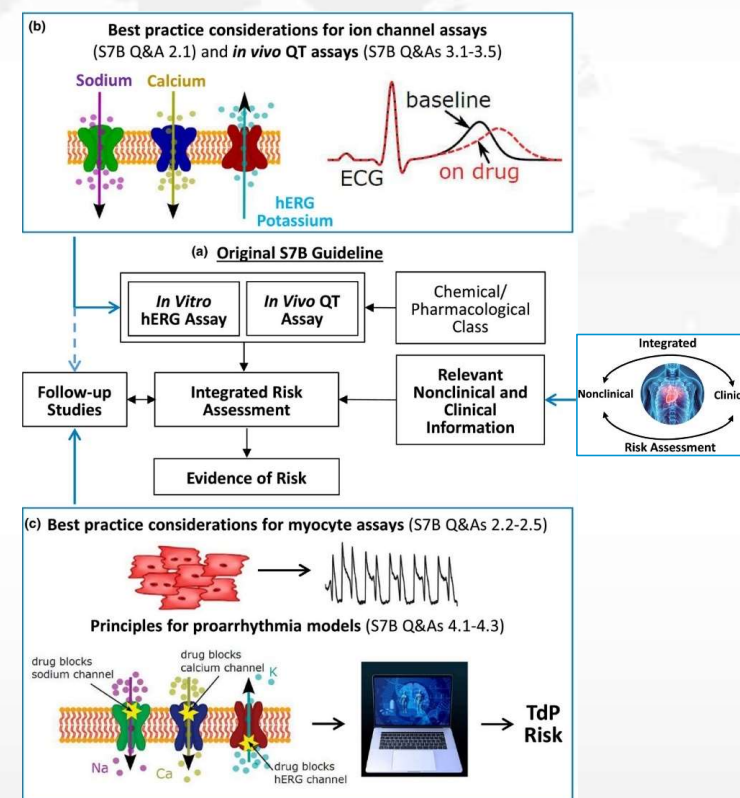 (b) Best practice considerations for ion channel assays
(S7B Q&A 2.1) and in vivo QT assays (S7B Q&As 3.1-3.5)
Sodium Calcium
baseline
ECG
on drug
hERG
Potassium
(a) Original S7B Guideline
In Vitro
hERG Assay
In Vivo QT
Assay
Chemical/
Pharmacological
Class
Follow-up
Studies
Integrated Risk
Assessment
Relevant
Nonclinical and
Clinical
Information
Integrated
Nonclinical
Clinic
Risk Assessment
Evidence of Risk
(c) Best practice considerations for myocyte assays (S7B Q&As 2.2-2.5)
Principles for proarrhythmia models (S7B Q&As 4.1-4.3)
drug blocks
sodium channel
drug blocks
calcium channel
K
Na
Ca
drug blocks
hERG channel
TdP
Risk